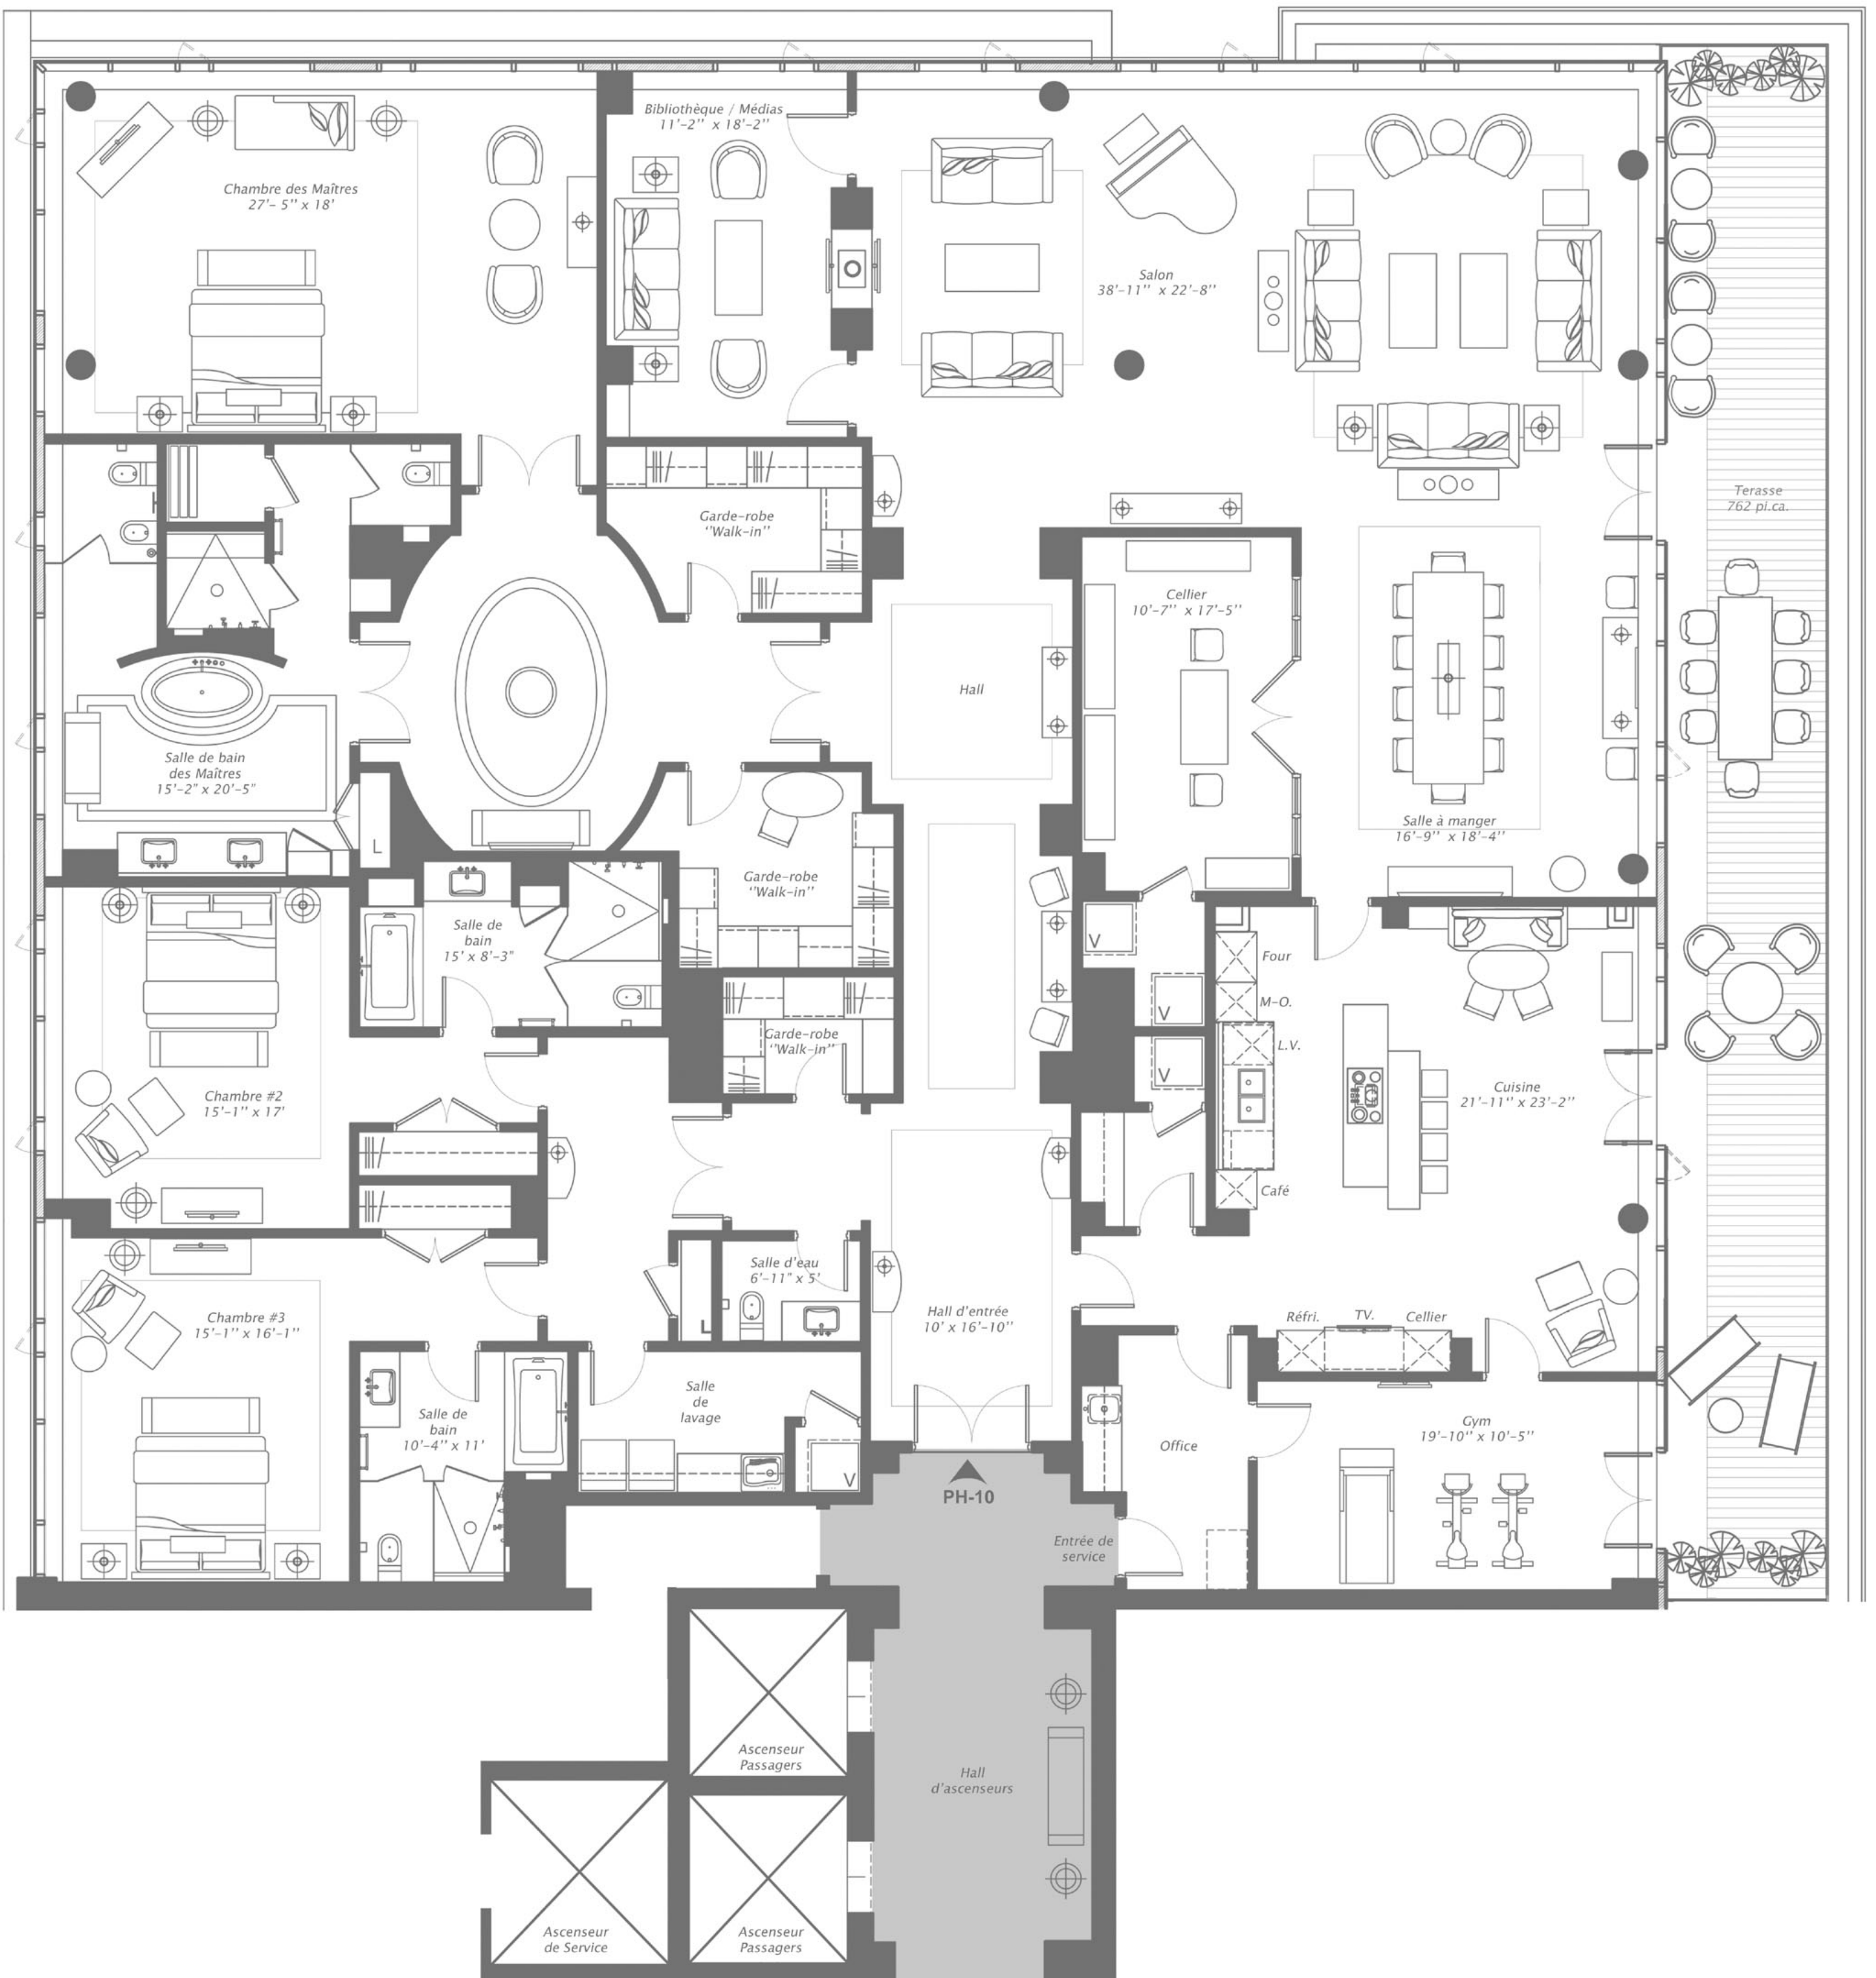 Bibliothèque / Médias
11'-2'' x 18'-2''
Chambre des Maîtres
27'- 5'' x 18'
Salon
38'-11'' x 22'-8''
Terasse
762 pi.ca.
Garde-robe
‘'Walk-in''
Cellier
10'-7'' x 17'-5''
Hall
Salle de bain
des Maîtres
15'-2" x 20'-5"
L
Salle à manger
16'-9'' x 18'-4''
Garde-robe
‘'Walk-in''
Salle de
bain
15' x 8'-3"
V
Four
V
M-O.
Garde-robe
‘'Walk-in''
L.V.
V
Chambre #2
15'-1'' x 17'
Cuisine
21'-11'' x 23'-2''
Café
Salle d'eau
6'-11" x 5'
L
Chambre #3
15'-1'' x 16'-1''
Hall d'entrée
10' x 16'-10''
Réfri.
TV.
Cellier
Salle
de
lavage
Salle de
bain
10'-4'' x 11'
V
Office
Gym
19'-10'' x 10'-5''
PH-10
Entrée de
service
Ascenseur
Passagers
Hall
d'ascenseurs
Ascenseur
de Service
Ascenseur
Passagers